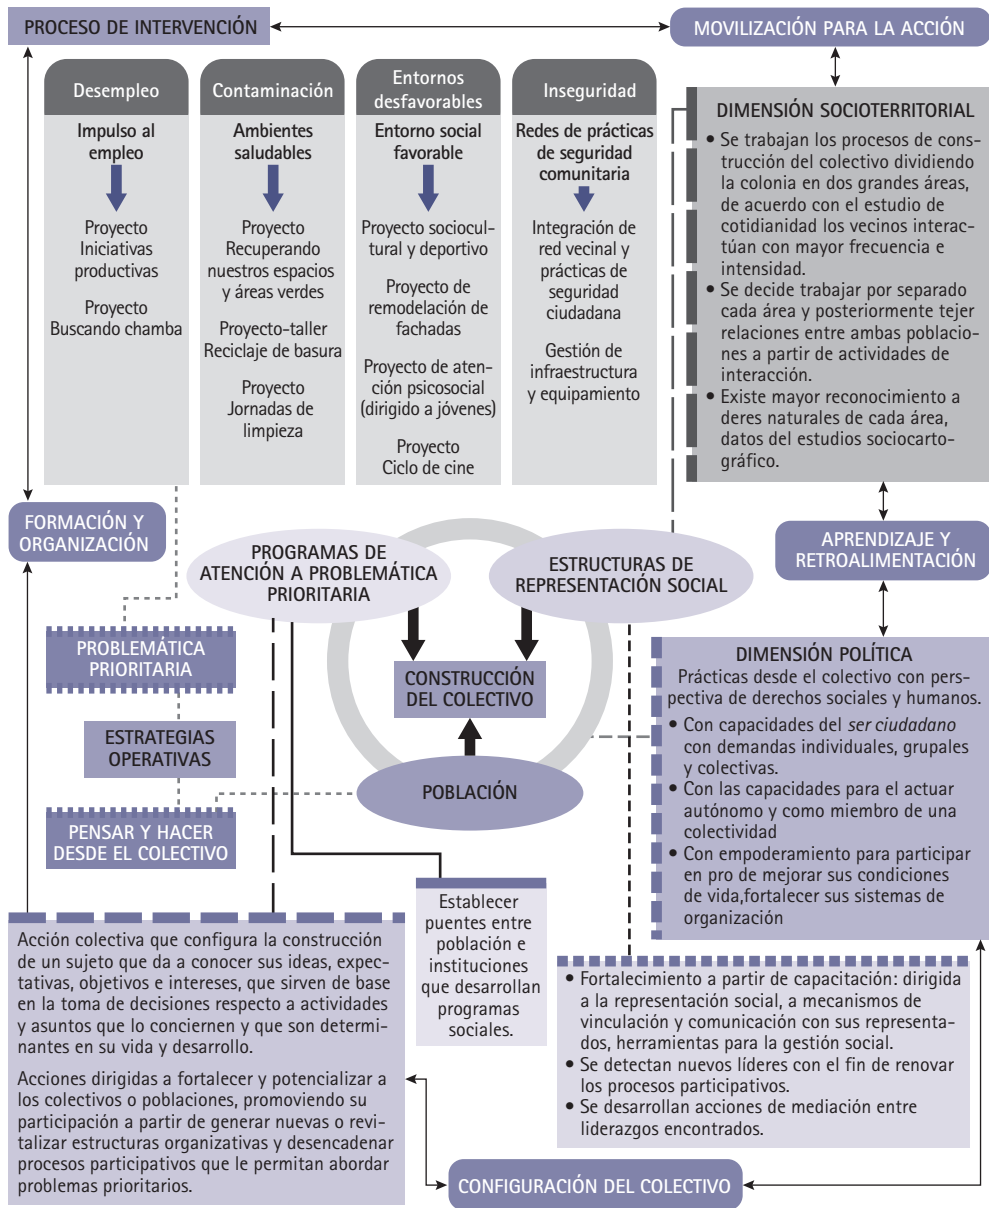 PROCESO DE INTERVENCIÓN
MOVILIZACIÓN PARA LA ACCIÓN
Desempleo
Impulso al
empleo
Proyecto
Iniciativas
productivas
Proyecto
Buscando chamba
Contaminación
Ambientes
saludables
Proyecto
Recuperando
nuestros espacios
y áreas verdes
Proyecto-taller
Reciclaje de basura
Proyecto
Jornadas de
limpieza
Entornos
desfavorables
Entorno social
favorable
Proyecto sociocul-
tural y deportivo
Proyecto de
remodelación de
fachadas
Proyecto de aten-
ción psicosocial
(dirigido a jóvenes)
Proyecto
Ciclo de cine
Inseguridad
Redes de prácticas
de seguridad
comunitaria
Integración de
red vecinal y
prácticas de
seguridad
ciudadana
Gestión de
infraestructura
y equipamiento
DIMENSIÓN SOCIOTERRITORIAL
• Se trabajan los procesos de cons-
trucción del colectivo dividiendo
la colonia en dos grandes áreas,
de acuerdo con el estudio de
cotidianidad los vecinos interac-
túan con mayor frecuencia e
intensidad.
• Se decide trabajar por separado
cada área y posteriormente tejer
relaciones entre ambas poblacio-
nes a partir de actividades de
interacción.
• Existe mayor reconocimiento a
deres naturales de cada área,
datos del estudios sociocarto-
gráfico.
FORMACIÓN Y
ORGANIZACIÓN
PROGRAMAS DE
ATENCIÓN A PROBLEMÁTICA
PRIORITARIA
ESTRUCTURAS DE
REPRESENTACIÓN SOCIAL
APRENDIZAJE Y
RETROALIMENTACIÓN
PROBLEMÁTICA
PRIORITARIA
CONSTRUCCIÓN
DEL COLECTIVO
ESTRATEGIAS
OPERATIVAS
POBLACIÓN
PENSAR Y HACER
DESDE EL COLECTIVO
DIMENSIÓN POLÍTICA
Prácticas desde el colectivo con pers-
pectiva de derechos sociales y humanos.
• Con capacidades del ser ciudadano
con demandas individuales, grupales
y colectivas.
• Con las capacidades para el actuar
autónomo y como miembro de una
colectividad
• Con empoderamiento para participar
en pro de mejorar sus condiciones
de vida,fortalecer sus sistemas de
organización
Acción colectiva que configura la construcción
de un sujeto que da a conocer sus ideas, expec-
tativas, objetivos e intereses, que sirven de base
en la toma de decisiones respecto a actividades
y asuntos que lo conciernen y que son determi-
nantes en su vida y desarrollo.
Acciones dirigidas a fortalecer y potencializar a
los colectivos o poblaciones, promoviendo su
participación a partir de generar nuevas o revi-
talizar estructuras organizativas y desencadenar
procesos participativos que le permitan abordar
problemas prioritarios.
Establecer
puentes entre
población e
instituciones
que desarrollan
programas
sociales.
• Fortalecimiento a partir de capacitación: dirigida
a la representación social, a mecanismos de
vinculación y comunicación con sus representa-
dos, herramientas para la gestión social.
• Se detectan nuevos líderes con el fin de renovar
los procesos participativos.
• Se desarrollan acciones de mediación entre
liderazgos encontrados.
CONFIGURACIÓN DEL COLECTIVO